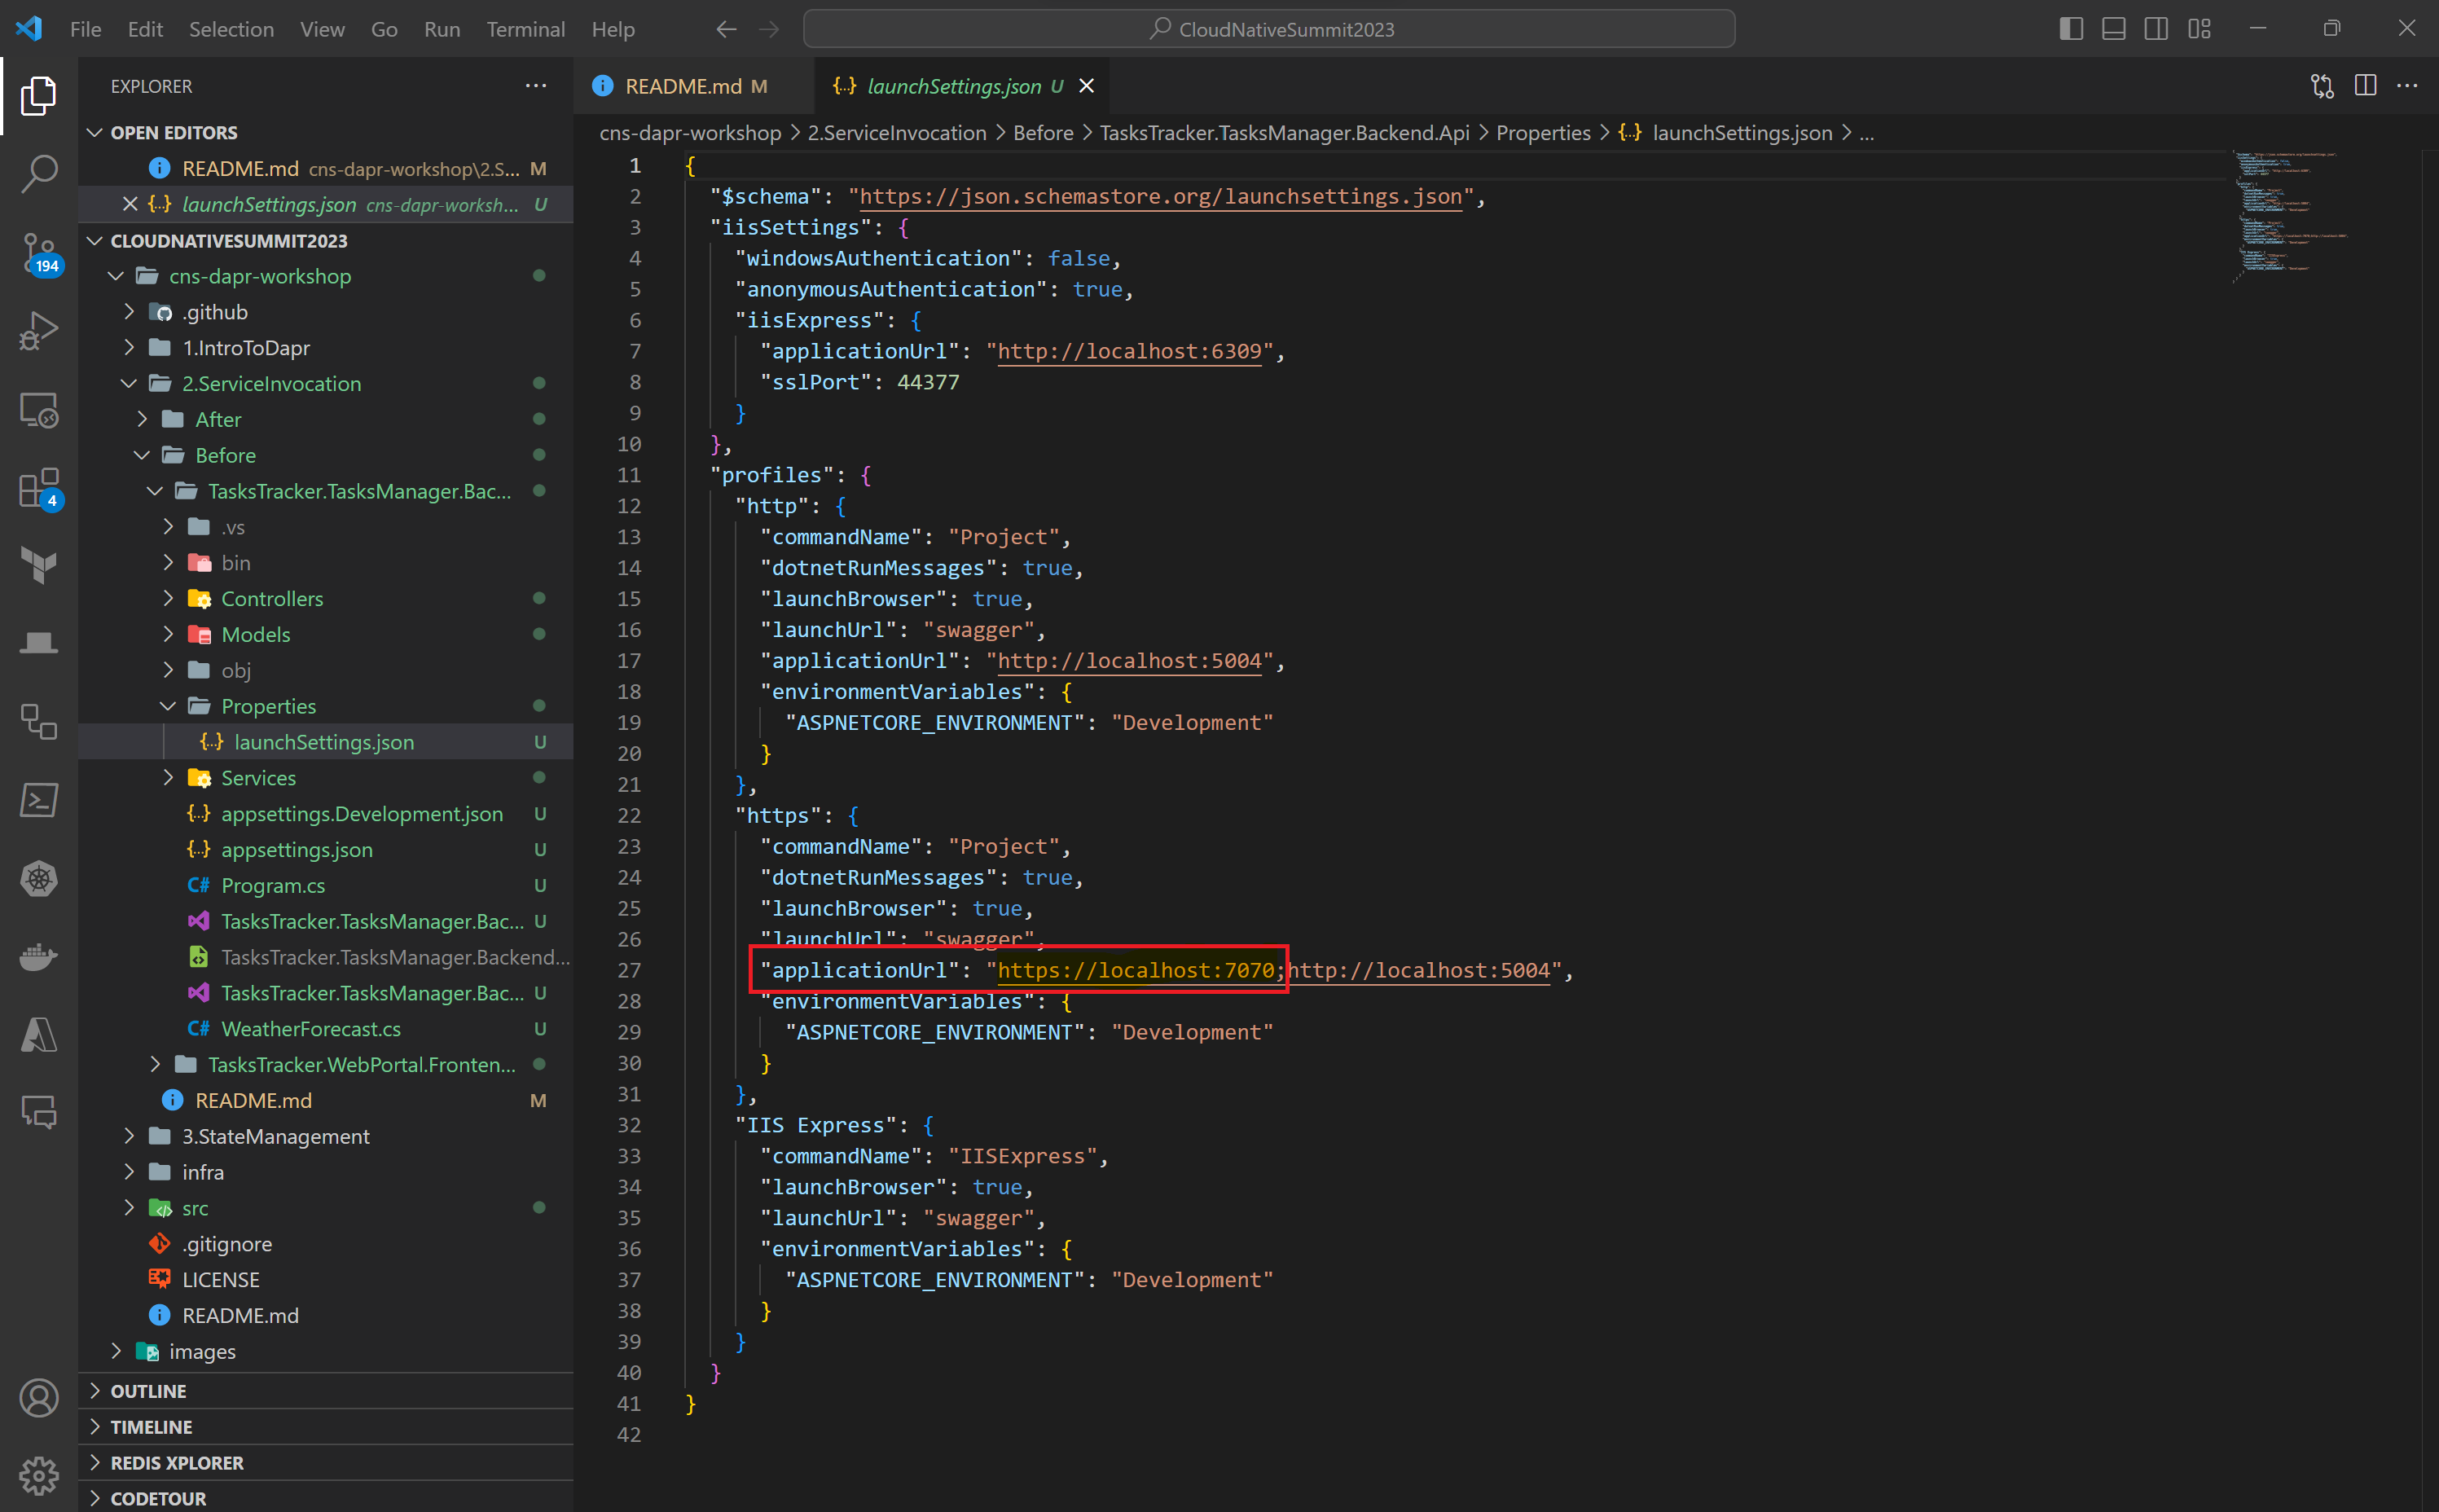 File Edit Selection View Go Run Terminal Help
CloudNativeSummit2023
EXPLORER
OPEN EDITORS
README.md cns-dapr-workshop\2.S... M
launchSettings.json cns-dapr-worksh... U
CLOUDNATIVESUMMIT2023
cns-dapr-workshop
.github
1.IntroToDapr
2.ServiceInvocation
After
Before
TasksTracker.TasksManager.Bac...
.vs
bin
Controllers
Models
obj
Properties
launchSettings.json U
Services
appsettings.Development.json U
appsettings.json U
C# Program.cs U
TasksTracker.TasksManager.Bac... U
TasksTracker.TasksManager.Backend...
TasksTracker.TasksManager.Bac... U
C# WeatherForecast.cs U
TasksTracker.WebPortal.Fronten...
README.md M
3.StateManagement
infra
src
.gitignore
LICENSE
README.md
images
OUTLINE
TIMELINE
REDIS XPLORER
CODETOUR
194
4
README.md M
{..} launchSettings.json U
cns-dapr-workshop > 2.ServiceInvocation > Before > TasksTracker.TasksManager.Backend.Api > Properties > {..} launchSettings.json > ...
1 {
2 "$schema": "https://json.schemastore.org/launchsettings.json",
3 "iisSettings": {
4 "windowsAuthentication": false,
5 "anonymousAuthentication": true,
6 "iisExpress": {
7 "applicationUrl": "http://localhost:6309",
8 "sslPort": 44377
9 }
10 },
11 "profiles": {
12 "http": {
13 "commandName": "Project",
14 "dotnetRunMessages": true,
15 "launchBrowser": true,
16 "launchUrl": "swagger",
17 "applicationUrl": "http://localhost:5004",
18 "environmentVariables": {
19 "ASPNETCORE_ENVIRONMENT": "Development"
20 }
21 },
22 "https": {
23 "commandName": "Project",
24 "dotnetRunMessages": true,
25 "launchBrowser": true,
26 "launchUrl": "swagger",
27 "applicationUrl": "https://localhost:7070;http://localhost:5004",
28 "environmentVariables": {
29 "ASPNETCORE_ENVIRONMENT": "Development"
30 }
31 },
32 "IIS Express": {
33 "commandName": "IISExpress",
34 "launchBrowser": true,
35 "launchUrl": "swagger",
36 "environmentVariables": {
37 "ASPNETCORE_ENVIRONMENT": "Development"
38 }
39 }
40 }
41 }
42